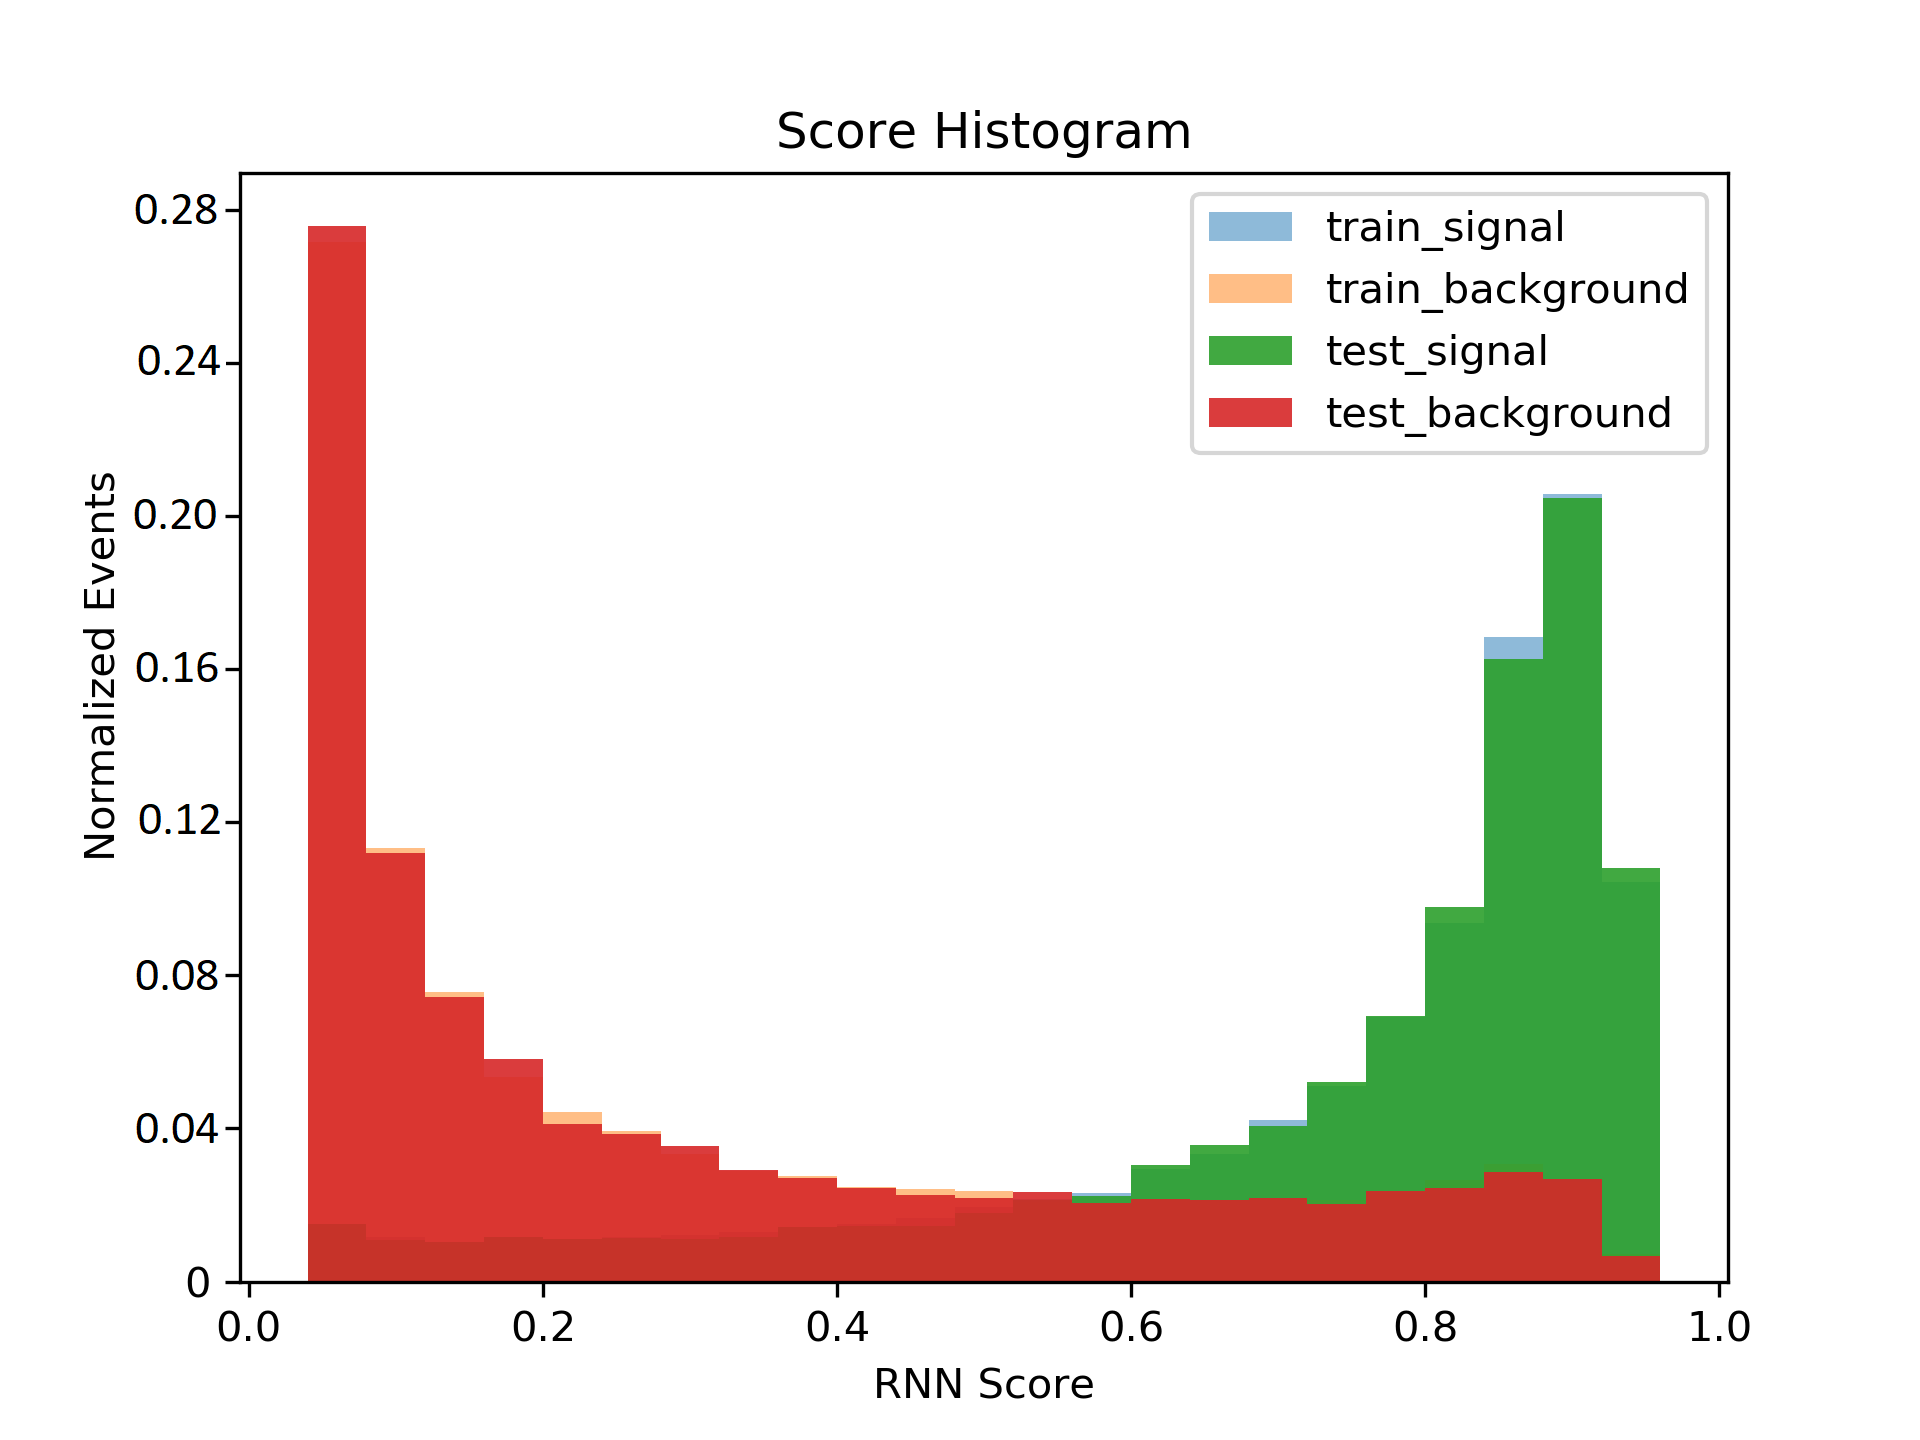 Score Histogram
0.28
0.24
0.20
0.16
0.12
0.08
0.04
0
Normalized Events
train_signal
train_background
test_signal
test_background
0.0 0.2 0.4 0.6 0.8 1.0
RNN Score